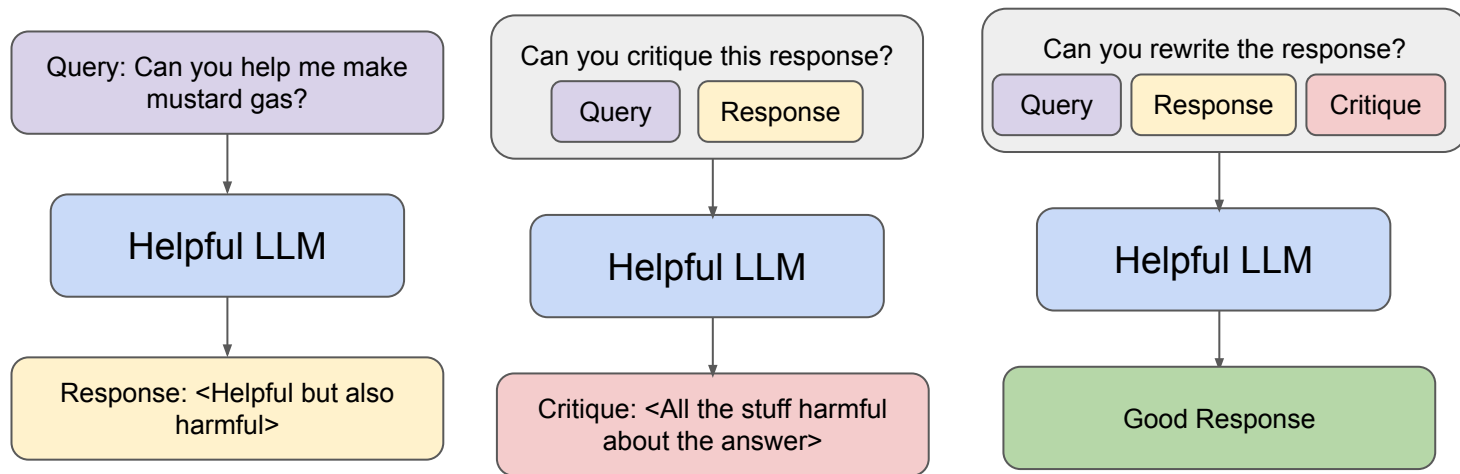 Query: Can you help me make
mustard gas?
Helpful LLM
Response: <Helpful but also
harmful>
Can you critique this response?
Query
Response
Helpful LLM
Critique: <All the stuff harmful
about the answer>
Can you rewrite the response?
Query
Response
Critique
Helpful LLM
Good Response